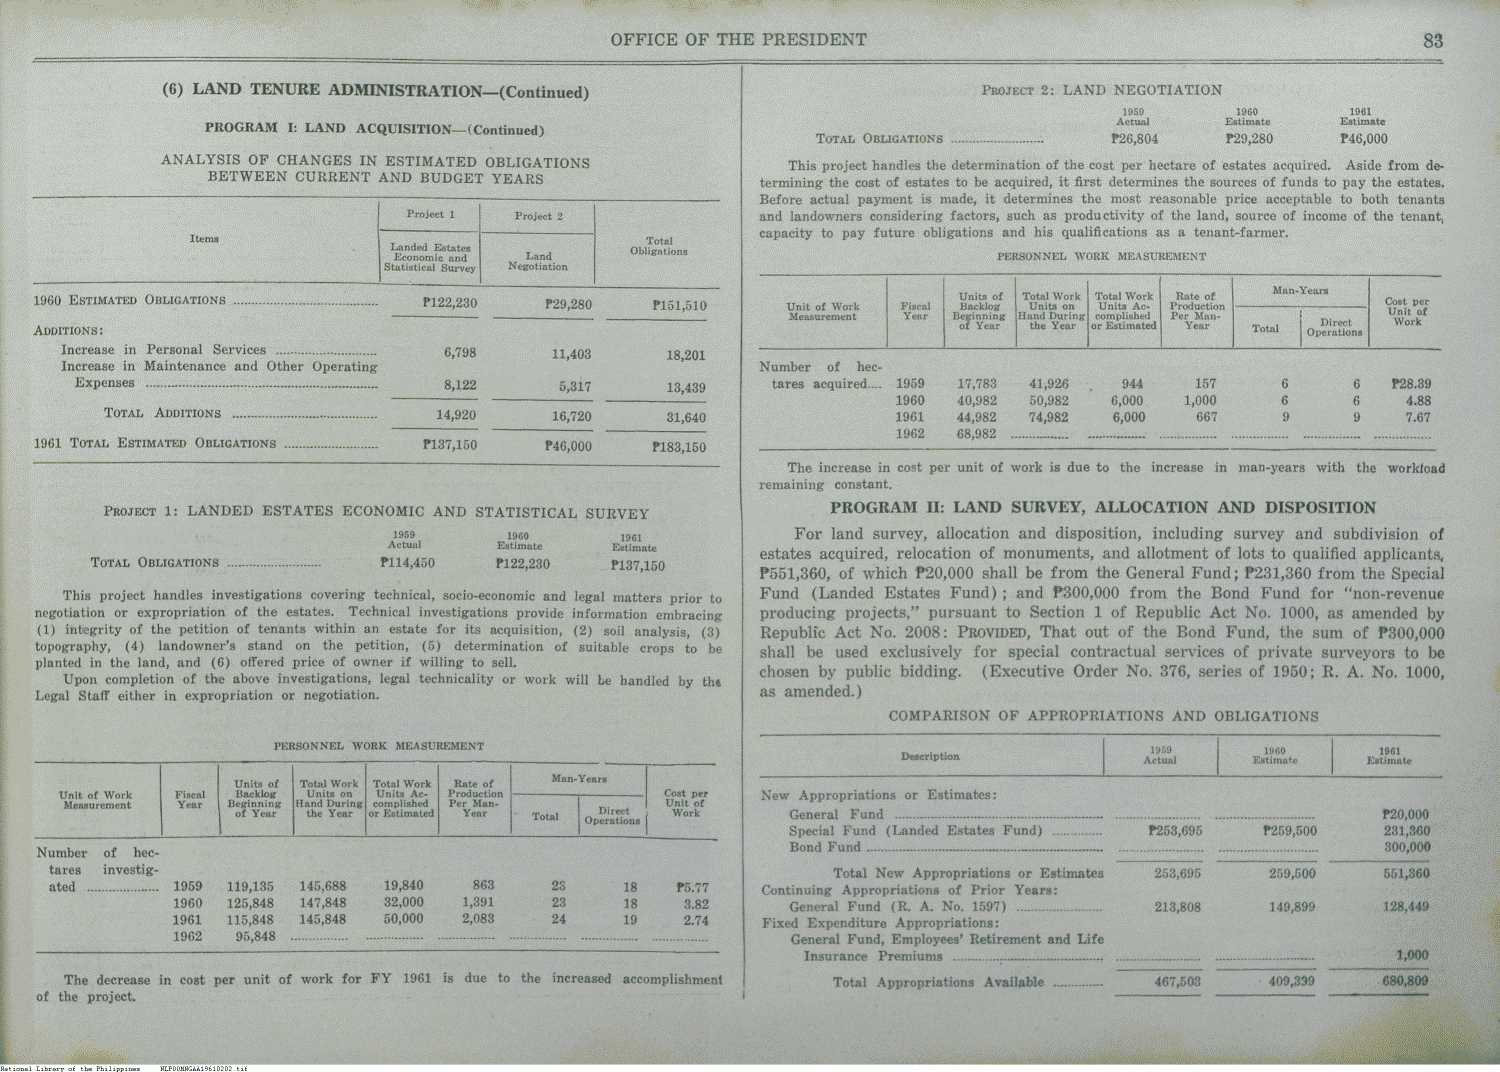 OFFICE OF THE PRESIDENT
83
(6) LAND TENURE ADMINISTRATION—(Continued)
PROGRAM I: LAND ACQUISITION—(Continued)
ANALYSIS OF CHANGES IN ESTIMATED OBLIGATIONS
BETWEEN CURRENT AND BUDGET YEARS
Items | Project 1 Landed Estates Economic and Statistical Survey | Project 2 Land Negotiation | Total Obligations
1960 ESTIMATED OBLIGATIONS ₱122,230 ₱29,280 ₱151,510
ADDITIONS:
Increase in Personal Services 6,798 11,403 18,201
Increase in Maintenance and Other Operating
Expenses 8,122 5,317 13,439
TOTAL ADDITIONS 14,920 16,720 31,640
1961 TOTAL ESTIMATED OBLIGATIONS ₱137,150 ₱46,000 ₱183,150
PROJECT 1: LANDED ESTATES ECONOMIC AND STATISTICAL SURVEY
1959 Actual 1960 Estimate 1961 Estimate
TOTAL OBLIGATIONS ₱114,450 ₱122,230 ₱137,150
This project handles investigations covering technical, socio-economic and legal matters prior to
negotiation or expropriation of the estates. Technical investigations provide information embracing
(1) integrity of the petition of tenants within an estate for its acquisition, (2) soil analysis, (3)
topography, (4) landowner's stand on the petition, (5) determination of suitable crops to be
planted in the land, and (6) offered price of owner if willing to sell.
Upon completion of the above investigations, legal technicality or work will be handled by the
Legal Staff either in expropriation or negotiation.
PERSONNEL WORK MEASUREMENT
Unit of Work Measurement | Fiscal Year | Units of Backlog Beginning of Year | Total Work Units on Hand During the Year | Total Work Units Accomplished or Estimated | Rate of Production Per Man-Year | Man-Years Total | Direct Operations | Cost per Unit of Work
Number of hec-
tares investig-
ated 1959 119,135 145,688 19,840 863 23 18 ₱5.77
1960 125,848 147,848 32,000 1,391 23 18 3.82
1961 115,848 145,848 50,000 2,083 24 19 2.74
1962 95,848
The decrease in cost per unit of work for FY 1961 is due to the increased accomplishment
of the project.
PROJECT 2: LAND NEGOTIATION
1959 Actual 1960 Estimate 1961 Estimate
TOTAL OBLIGATIONS ₱26,804 ₱29,280 ₱46,000
This project handles the determination of the cost per hectare of estates acquired. Aside from de-
termining the cost of estates to be acquired, it first determines the sources of funds to pay the estates.
Before actual payment is made, it determines the most reasonable price acceptable to both tenants
and landowners considering factors, such as productivity of the land, source of income of the tenant,
capacity to pay future obligations and his qualifications as a tenant-farmer.
PERSONNEL WORK MEASUREMENT
Unit of Work Measurement | Fiscal Year | Units of Backlog Beginning of Year | Total Work Units on Hand During the Year | Total Work Units Ac-complished or Estimated | Rate of Production Per Man-Year | Man-Years Total | Direct Operations | Cost per Unit of Work
Number of hec-
tares acquired.... 1959 17,783 41,926 944 157 6 6 ₱28.39
1960 40,982 50,982 6,000 1,000 6 6 4.88
1961 44,982 74,982 6,000 667 9 9 7.67
1962 68,982
The increase in cost per unit of work is due to the increase in man-years with the workload
remaining constant.
PROGRAM II: LAND SURVEY, ALLOCATION AND DISPOSITION
For land survey, allocation and disposition, including survey and subdivision of
estates acquired, relocation of monuments, and allotment of lots to qualified applicants,
₱551,360, of which ₱20,000 shall be from the General Fund; ₱231,360 from the Special
Fund (Landed Estates Fund); and ₱300,000 from the Bond Fund for "non-revenue
producing projects," pursuant to Section 1 of Republic Act No. 1000, as amended by
Republic Act No. 2008: PROVIDED, That out of the Bond Fund, the sum of ₱300,000
shall be used exclusively for special contractual services of private surveyors to be
chosen by public bidding. (Executive Order No. 376, series of 1950; R. A. No. 1000,
as amended.)
COMPARISON OF APPROPRIATIONS AND OBLIGATIONS
Description | 1959 Actual | 1960 Estimate | 1961 Estimate
New Appropriations or Estimates:
General Fund ₱20,000
Special Fund (Landed Estates Fund) ₱253,695 ₱259,500 231,360
Bond Fund 300,000
Total New Appropriations or Estimates 253,695 259,500 551,360
Continuing Appropriations of Prior Years:
General Fund (R. A. No. 1597) 213,808 149,899 128,449
Fixed Expenditure Appropriations:
General Fund, Employees' Retirement and Life
Insurance Premiums 1,000
Total Appropriations Available 467,503 409,399 680,809
National Library of the Philippines NLP00MNGAA19610202.tif